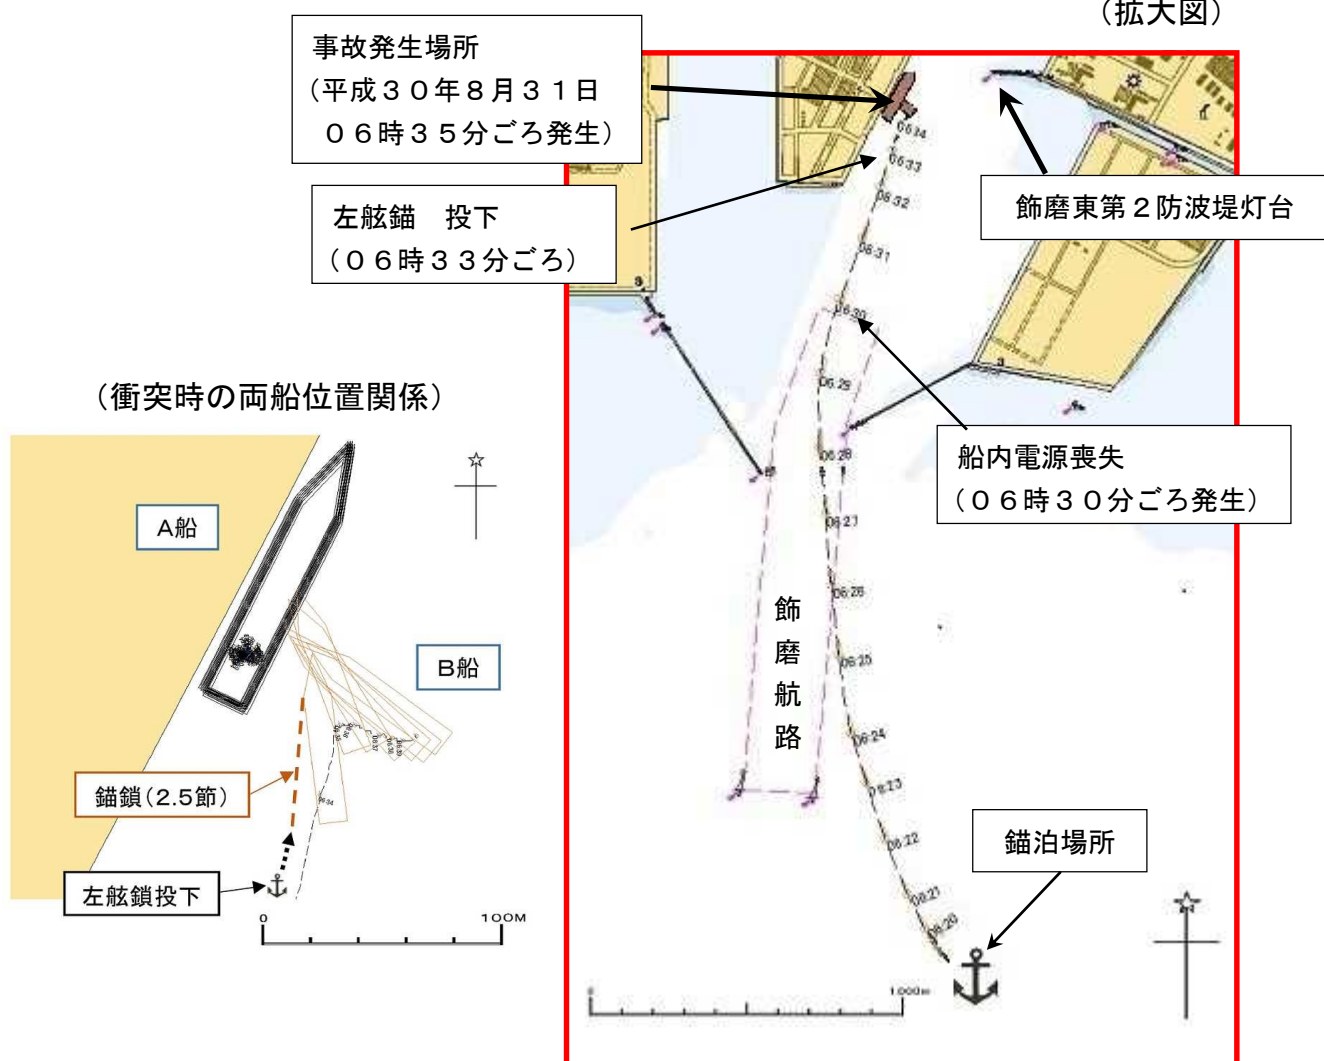 （拡大図）
事故発生場所
（平成３０年８月３１日
０６時３５分ごろ発生）
左舷錨　投下
（０６時３３分ごろ）
飾磨東第２防波堤灯台
船内電源喪失
（０６時３０分ごろ発生）
0634
0633
06:32
06:31
06:30
06:29
06:28
06:27
06:26
06:25
06:24
06:23
06:22
06:21
06:20
飾磨航路
錨泊場所
0
1,000m
（衝突時の両船位置関係）
A船
B船
錨鎖(2.5節)
左舷鎖投下
0
100M